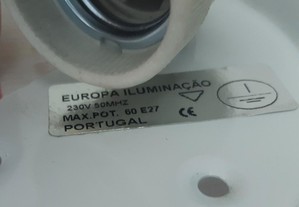 EUROPA ILUMINAÇÃO
230V 50MHZ
MAX.POT. 60 E27
CE
PORTUGAL